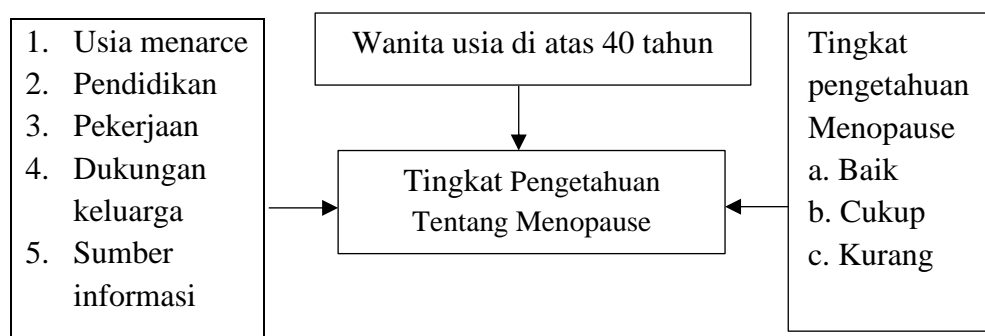 1. Usia menarce
2. Pendidikan
3. Pekerjaan
4. Dukungan
keluarga
5. Sumber
informasi
Wanita usia di atas 40 tahun
Tingkat Pengetahuan
Tentang Menopause
Tingkat
pengetahuan
Menopause
a. Baik
b. Cukup
c. Kurang